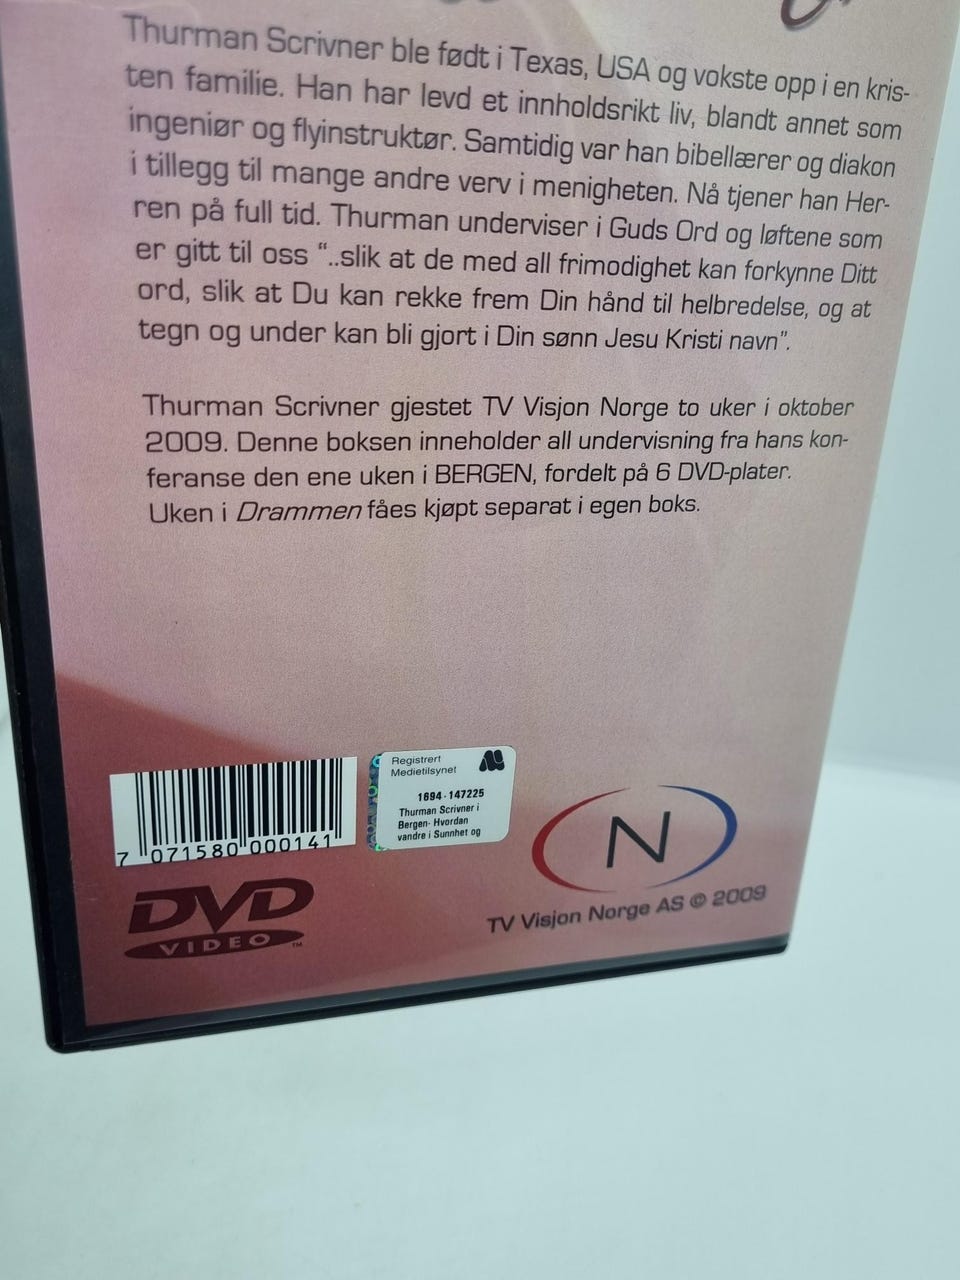 Thurman Scrivner ble født i Texas, USA og vokste opp i en kris-
ten familie. Han har levd et innholdsrikt liv, blandt annet som
ingeniør og flyinstruktør. Samtidig var han bibellærer og diakon
i tillegg til mange andre verv i menigheten. Nå tjener han Her-
ren på full tid. Thurman underviser i Guds Ord og løftene som
er gitt til oss “..slik at de med all frimodighet kan forkynne Ditt
ord, slik at Du kan rekke frem Din hånd til helbredelse, og at
tegn og under kan bli gjort i Din sønn Jesu Kristi navn”.
Thurman Scrivner gjestet TV Visjon Norge to uker i oktober
2009. Denne boksen inneholder all undervisning fra hans kon-
feranse den ene uken i BERGEN, fordelt på 6 DVD-plater.
Uken i Drammen fåes kjøpt separat i egen boks.
7 071580 000141
Registrert
Medietilsynet
1694-147225
Thurman Scrivner i
Bergen- Hvordan
vandre i Sunnhet og
DVD
VIDEO™
N
TV Visjon Norge AS © 2009